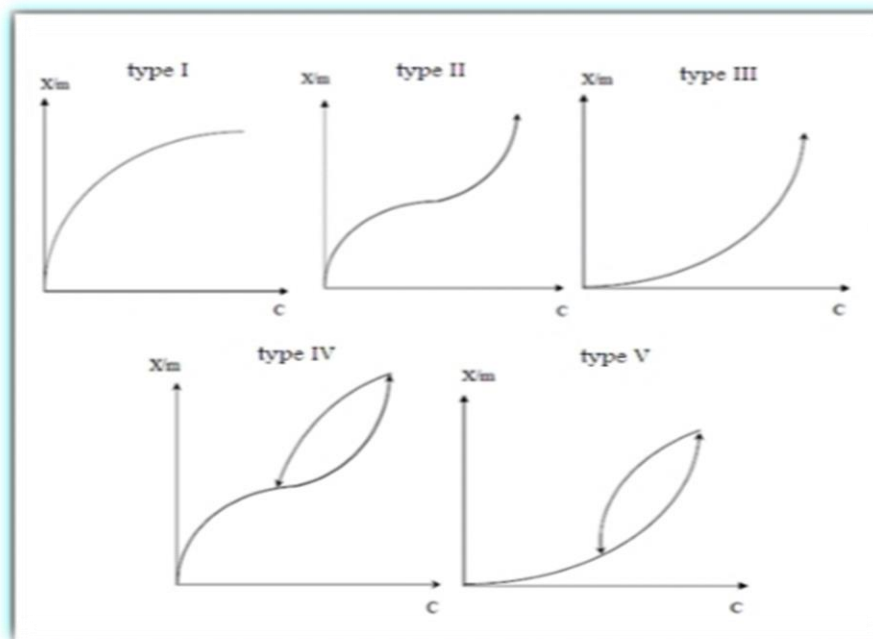 type I
type II
type III
X/m
X/m
X/m
C
C
C
type IV
type V
X/m
X/m
C
C